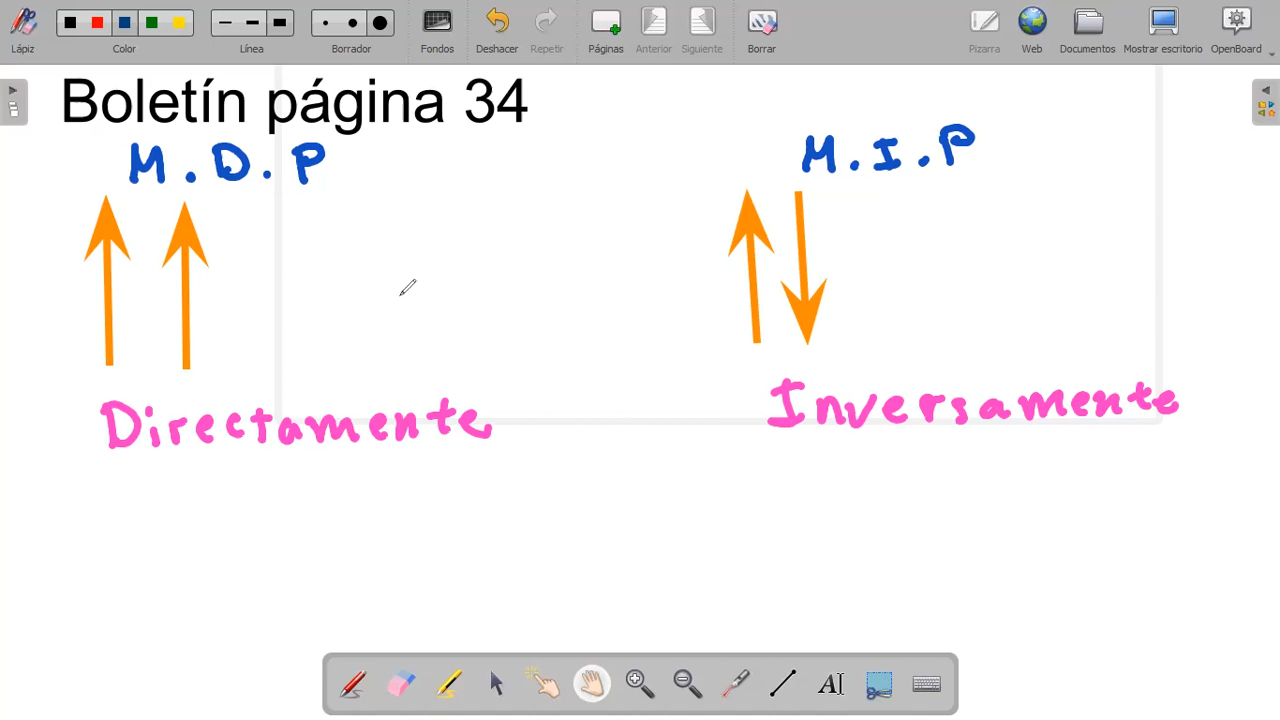 Lápiz Color Línea Borrador Fondos Deshacer Repetir Páginas Anterior Siguiente Borrar Pizarra Web Documentos Mostrar escritorio OpenBoard
Boletín página 34
M.D.P
M.I.P
Directamente
Inversamente